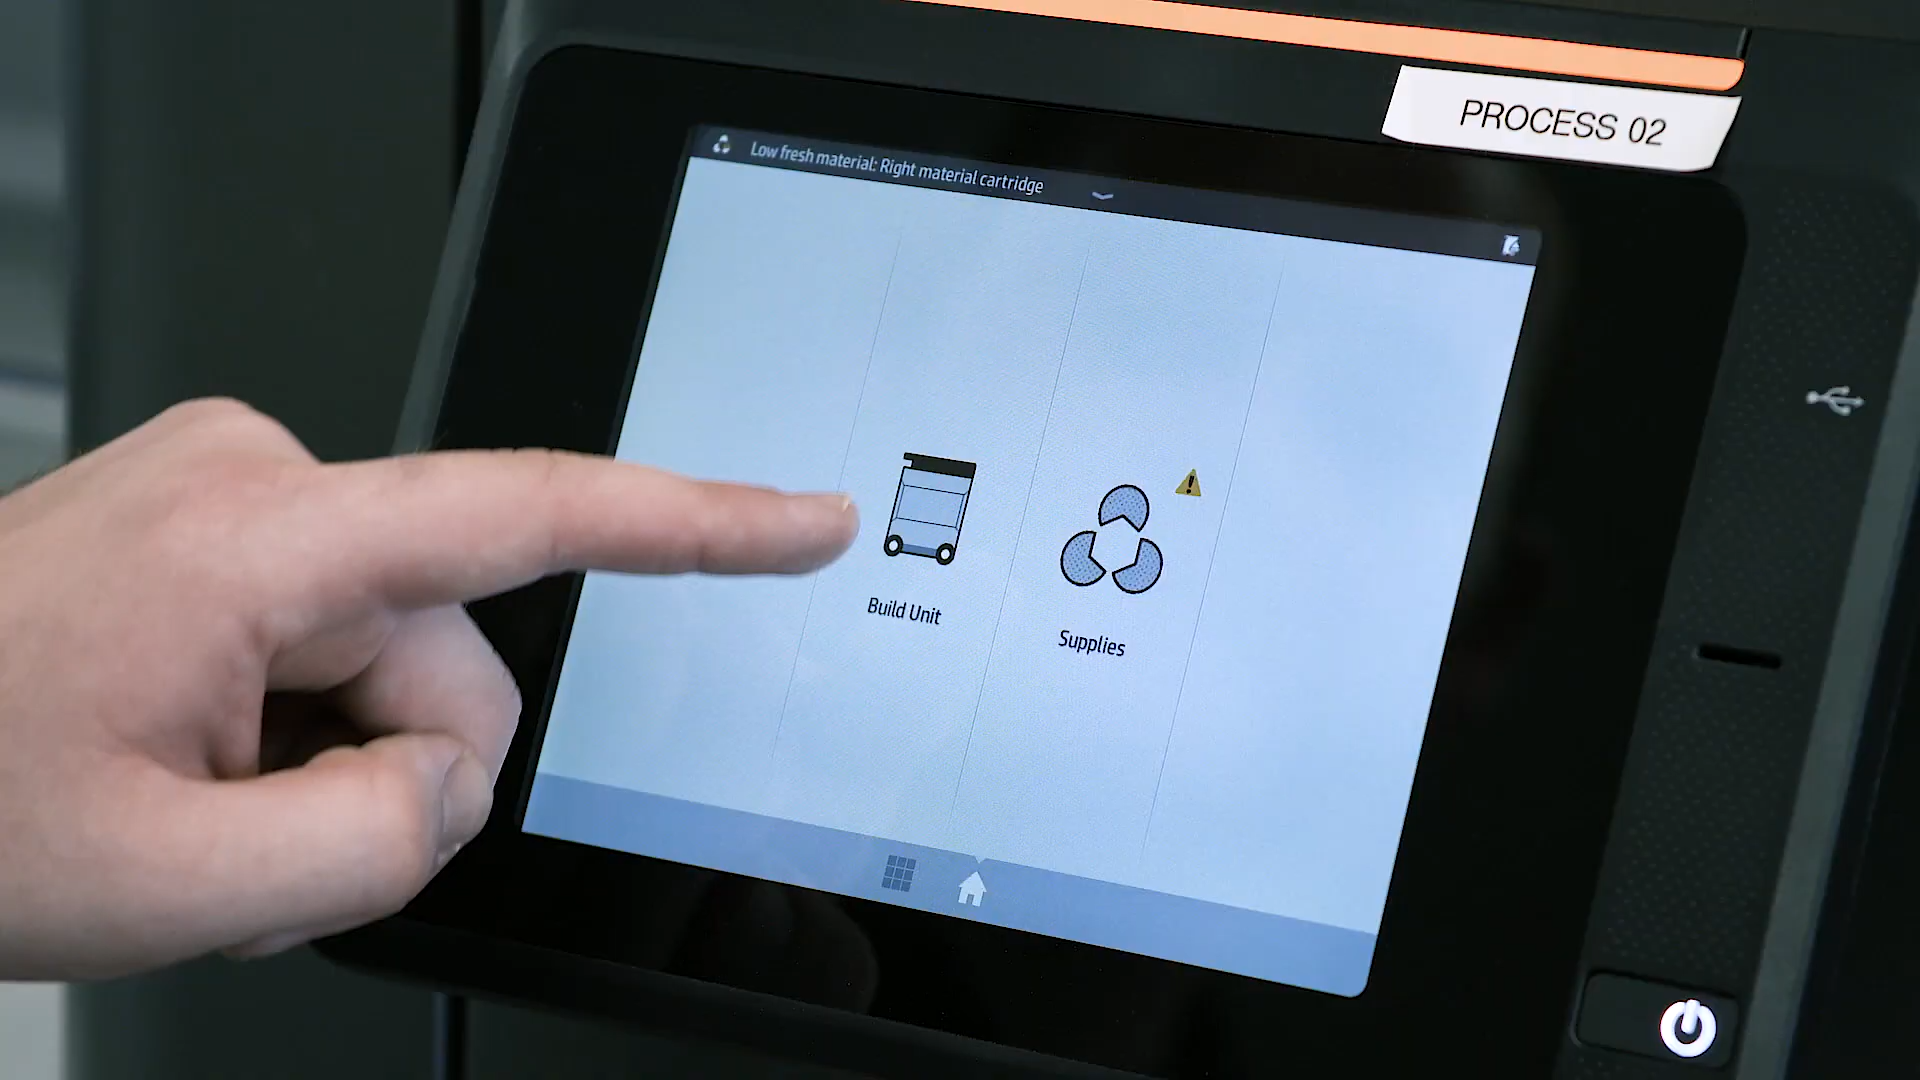 PROCESS 02
Low fresh material: Right material cartridge
Build Unit
Supplies